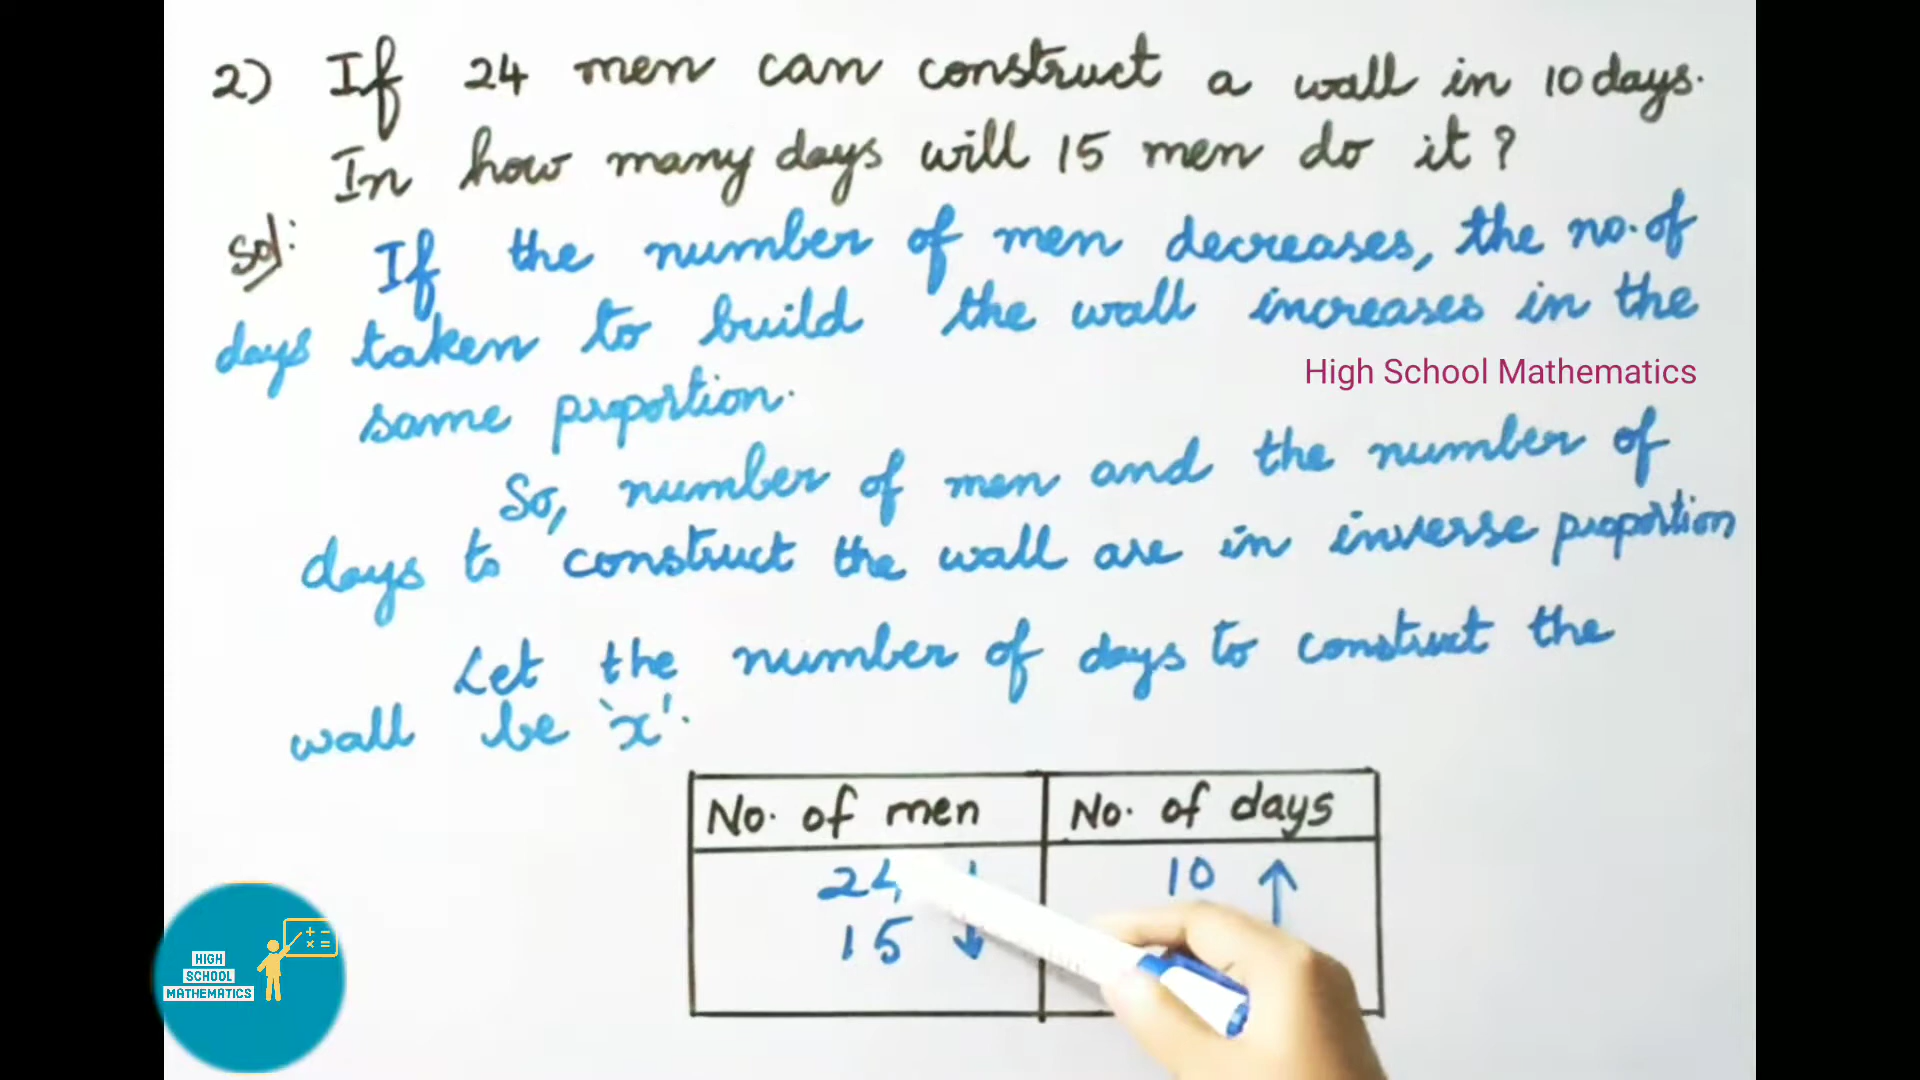 2) If 24 men can construct a wall in 10 days.
In how many days will 15 men do it?
Sol: If the number of men decreases, the no. of
days taken to build the wall increases in the
High School Mathematics
same proportion.
So, number of men and the number of
days to construct the wall are in inverse proportion
Let the number of days to construct the
wall be 'x'.
No. of men No. of days
24 ↓ 10 ↑
15
HIGH
SCHOOL
MATHEMATICS
+ -
× =